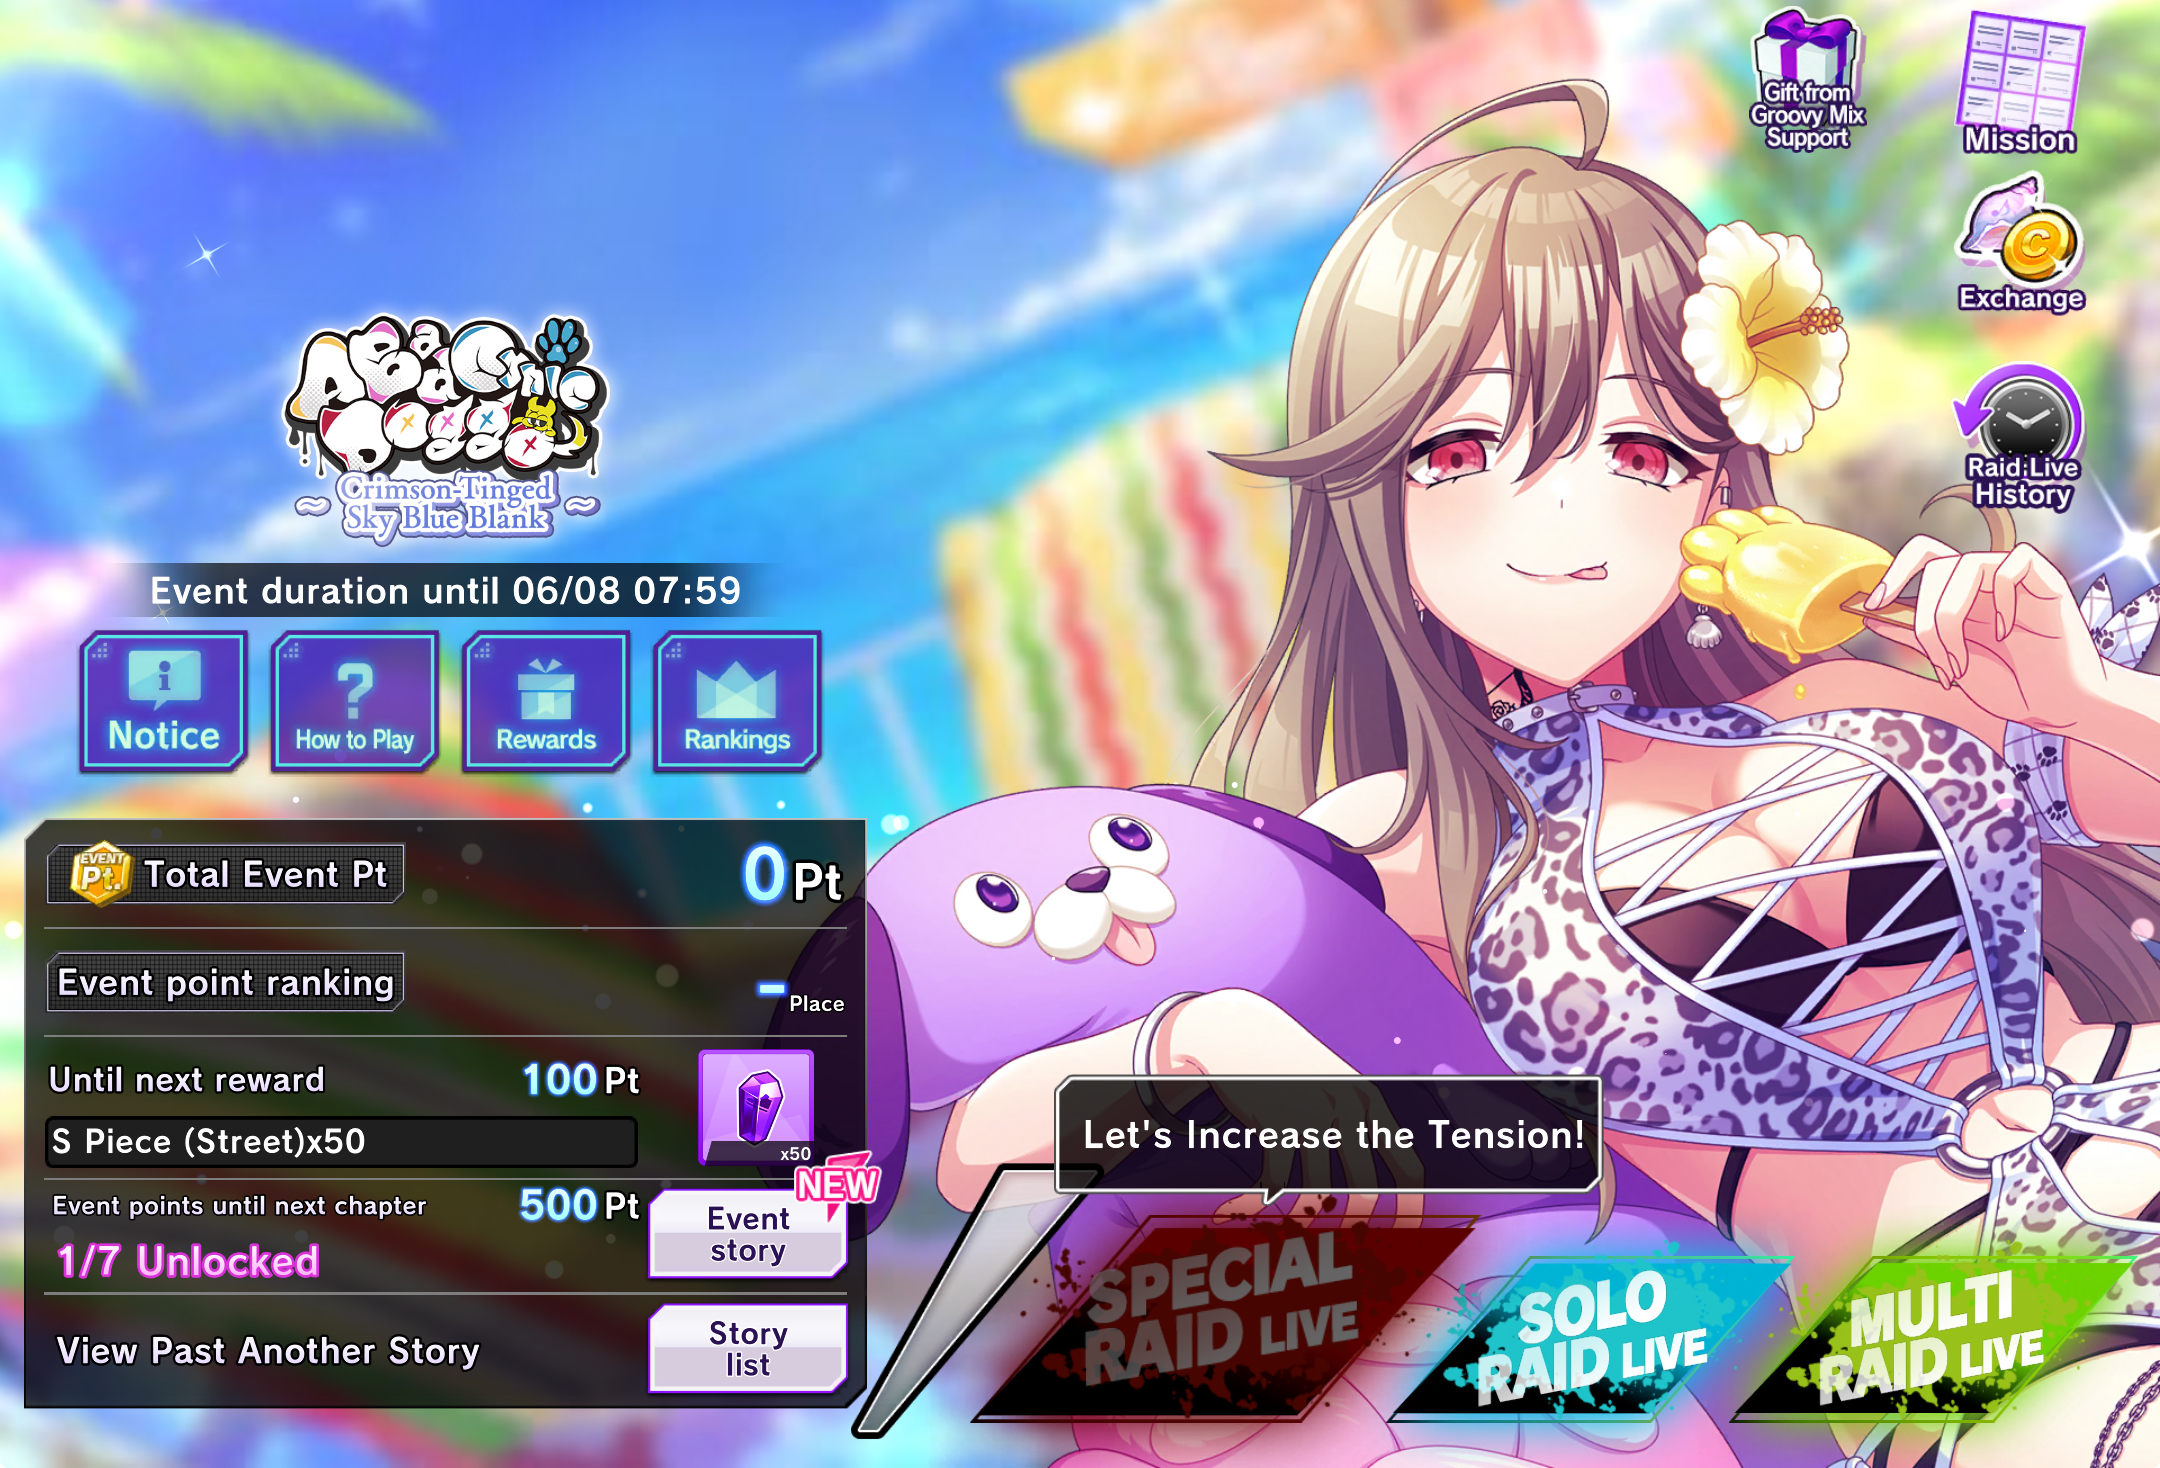 Gift from
Groovy Mix
Support
Mission
Exchange
Raid Live
History
~ Crimson-Tinged
Sky Blue Blank ~
Event duration until 06/08 07:59
Notice
How to Play
Rewards
Rankings
EVENT
Pt.
Total Event Pt
0Pt
Event point ranking
- Place
Until next reward
100 Pt
S Piece (Street)x50
x50
Event points until next chapter
500 Pt
1/7 Unlocked
NEW
Event
story
View Past Another Story
Story
list
Let's Increase the Tension!
SPECIAL
RAID LIVE
SOLO
RAID LIVE
MULTI
RAID LIVE